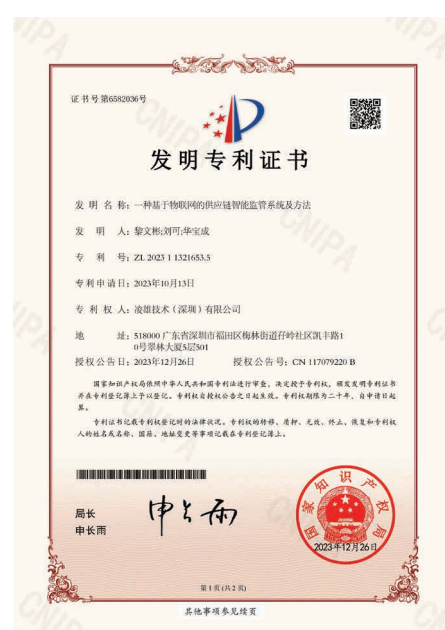 证书号第6582036号
发明专利证书
发 明 名 称：一种基于物联网的供应链智能监管系统及方法
发 明 人：黎文彬;刘可;华宝成
专 利 号：ZL 2023 1 1321653.5
专利申请日：2023年10月13日
专 利 权 人：凌雄技术（深圳）有限公司
地 址：518000 广东省深圳市福田区梅林街道孖岭社区凯丰路1
0号翠林大厦5层501
授权公告日：2023年12月26日 授权公告号：CN 117079220 B
国家知识产权局依照中华人民共和国专利法进行审查，决定授予专利权，颁发发明专利证书
并在专利登记簿上予以登记。专利权自授权公告之日起生效。专利权期限为二十年，自申请日起
算。
专利证书记载专利权登记时的法律状况。专利权的转移、质押、无效、终止、恢复和专利权
人的姓名或名称、国籍、地址变更等事项记载在专利登记簿上。
局长
申长雨
申长雨
国家知识产权局
2023年12月26日
第 1 页 (共 2 页)
其他事项参见续页
CNIPA